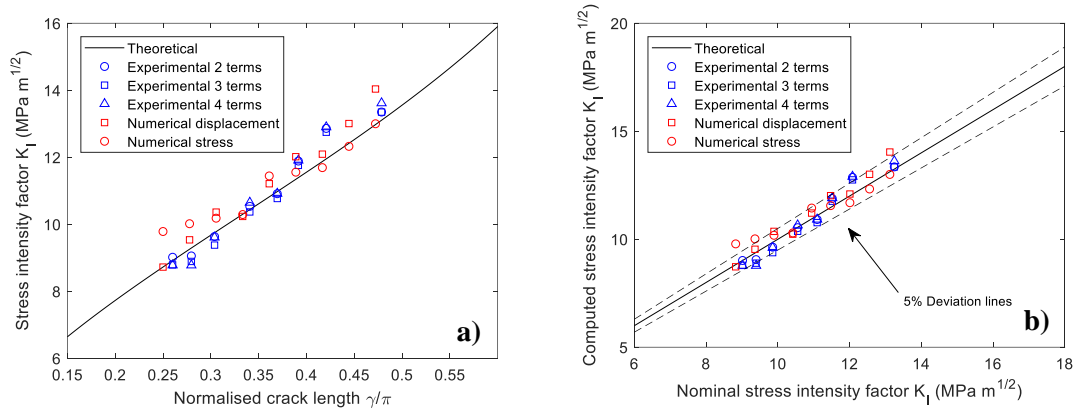 16
14
12
10
8
6
Stress intensity factor K_I (MPa m^1/2)
Theoretical
Experimental 2 terms
Experimental 3 terms
Experimental 4 terms
Numerical displacement
Numerical stress
a)
0.15
0.2
0.25
0.3
0.35
0.4
0.45
0.5
0.55
Normalised crack length γ/π
20
15
10
5
Computed stress intensity factor K_I (MPa m^1/2)
Theoretical
Experimental 2 terms
Experimental 3 terms
Experimental 4 terms
Numerical displacement
Numerical stress
5% Deviation lines
b)
6
8
10
12
14
16
18
Nominal stress intensity factor K_I (MPa m^1/2)